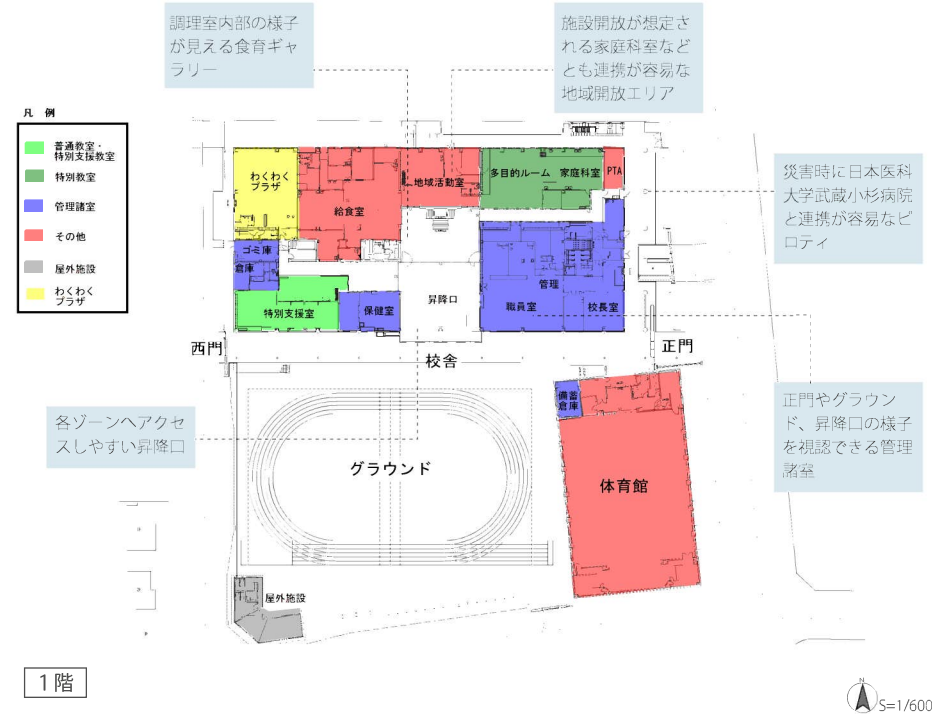 調理室内部の様子
が見える食育ギャ
ラリー
施設開放が想定さ
れる家庭科室など
とも連携が容易な
地域開放エリア
凡 例
普通教室・
特別支援教室
特別教室
管理諸室
その他
屋外施設
わくわく
プラザ
わくわく
プラザ
給食室
地域活動室
多目的ルーム
家庭科室
PTA
災害時に日本医科
大学武蔵小杉病院
と連携が容易なピ
ロティ
ゴミ庫
倉庫
特別支援室
保健室
昇降口
管理
職員室
校長室
西門
校舎
正門
備蓄
倉庫
各ゾーンへアクセ
スしやすい昇降口
正門やグラウン
ド、昇降口の様子
を視認できる管理
諸室
グラウンド
体育館
屋外施設
1階
N
S=1/600